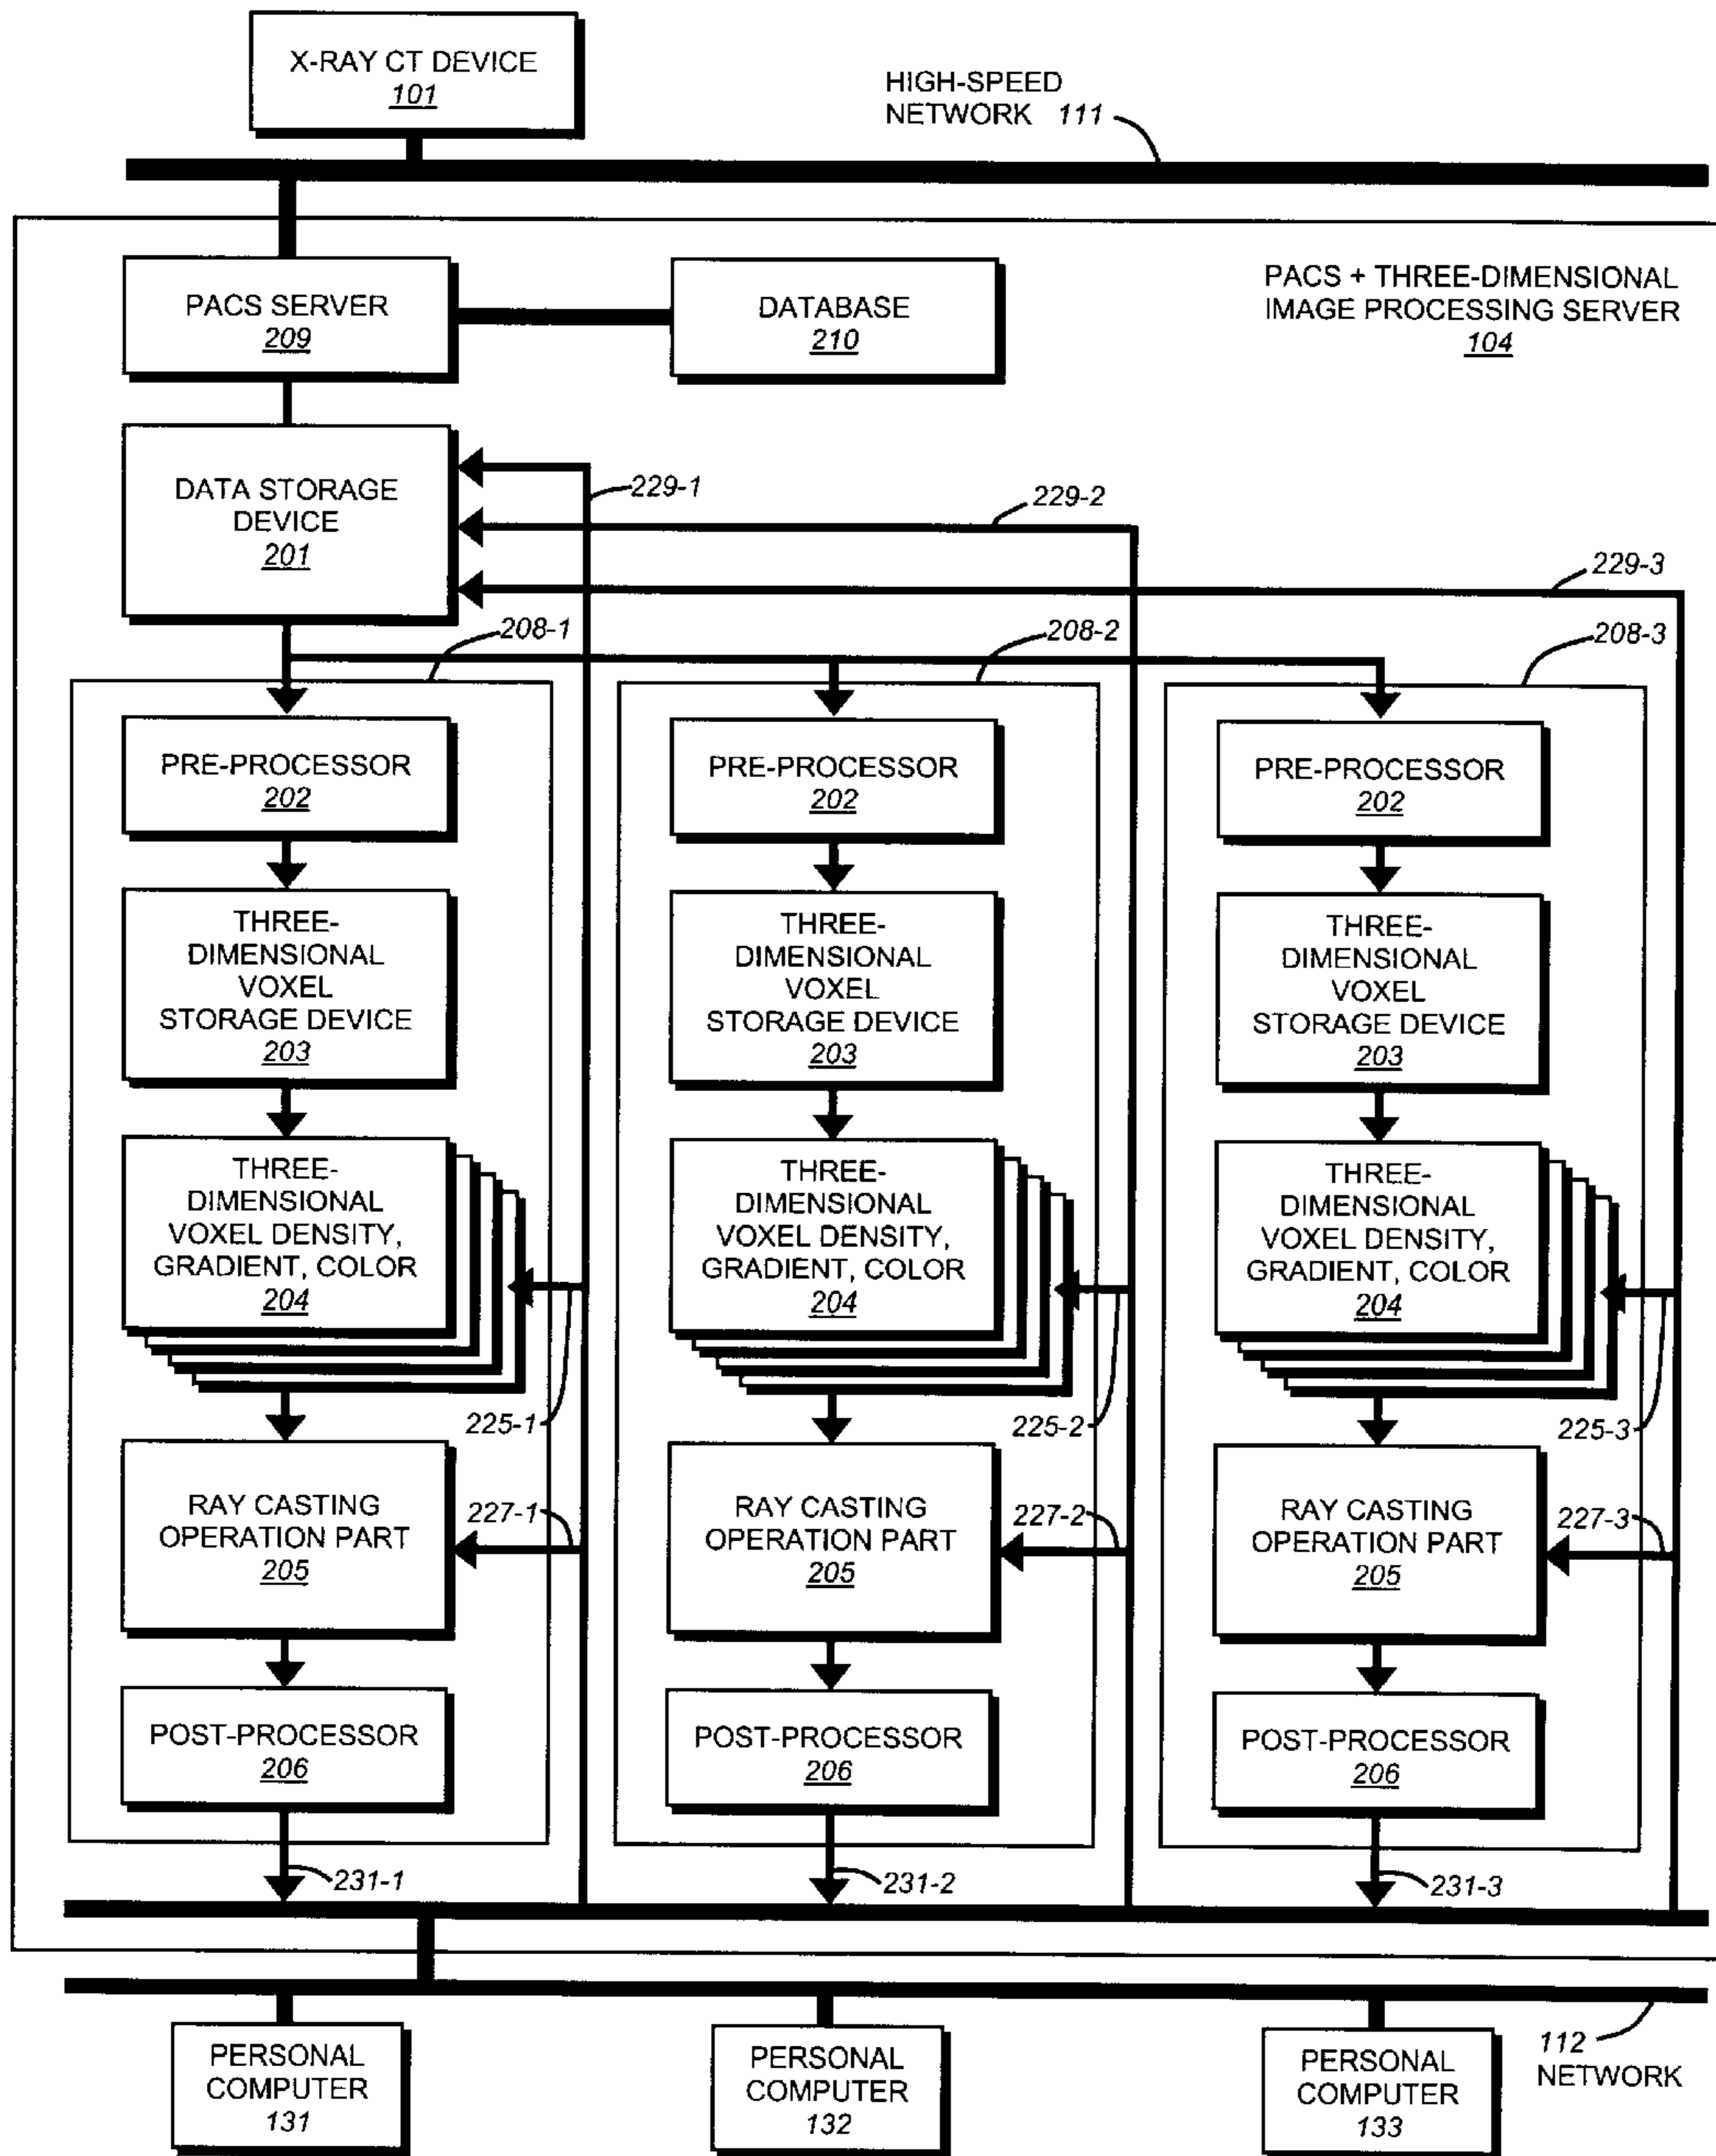 X-RAY CT DEVICE
101
HIGH-SPEED
NETWORK 111
PACS SERVER
209
DATABASE
210
PACS + THREE-DIMENSIONAL
IMAGE PROCESSING SERVER
104
DATA STORAGE
DEVICE
201
229-1
229-2
229-3
208-1
208-2
208-3
PRE-PROCESSOR
202
PRE-PROCESSOR
202
PRE-PROCESSOR
202
THREE-
DIMENSIONAL
VOXEL
STORAGE DEVICE
203
THREE-
DIMENSIONAL
VOXEL
STORAGE DEVICE
203
THREE-
DIMENSIONAL
VOXEL
STORAGE DEVICE
203
THREE-
DIMENSIONAL
VOXEL DENSITY,
GRADIENT, COLOR
204
THREE-
DIMENSIONAL
VOXEL DENSITY,
GRADIENT, COLOR
204
THREE-
DIMENSIONAL
VOXEL DENSITY,
GRADIENT, COLOR
204
225-1
225-2
225-3
RAY CASTING
OPERATION PART
205
227-1
RAY CASTING
OPERATION PART
205
227-2
RAY CASTING
OPERATION PART
205
227-3
POST-PROCESSOR
206
POST-PROCESSOR
206
POST-PROCESSOR
206
231-1
231-2
231-3
PERSONAL
COMPUTER
131
PERSONAL
COMPUTER
132
PERSONAL
COMPUTER
133
112
NETWORK